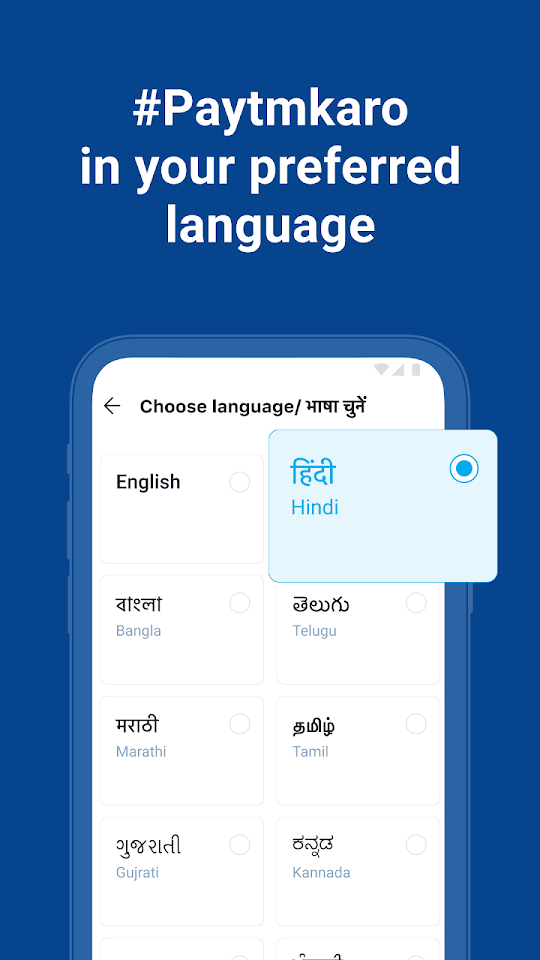 #Paytmkaro
in your preferred
language
Choose language/ भाषा चुनें
English
हिंदी
Hindi
বাংলা
Bangla
తెలుగు
Telugu
मराठी
Marathi
தமிழ்
Tamil
ગુજરાતી
Gujrati
ಕನ್ನಡ
Kannada